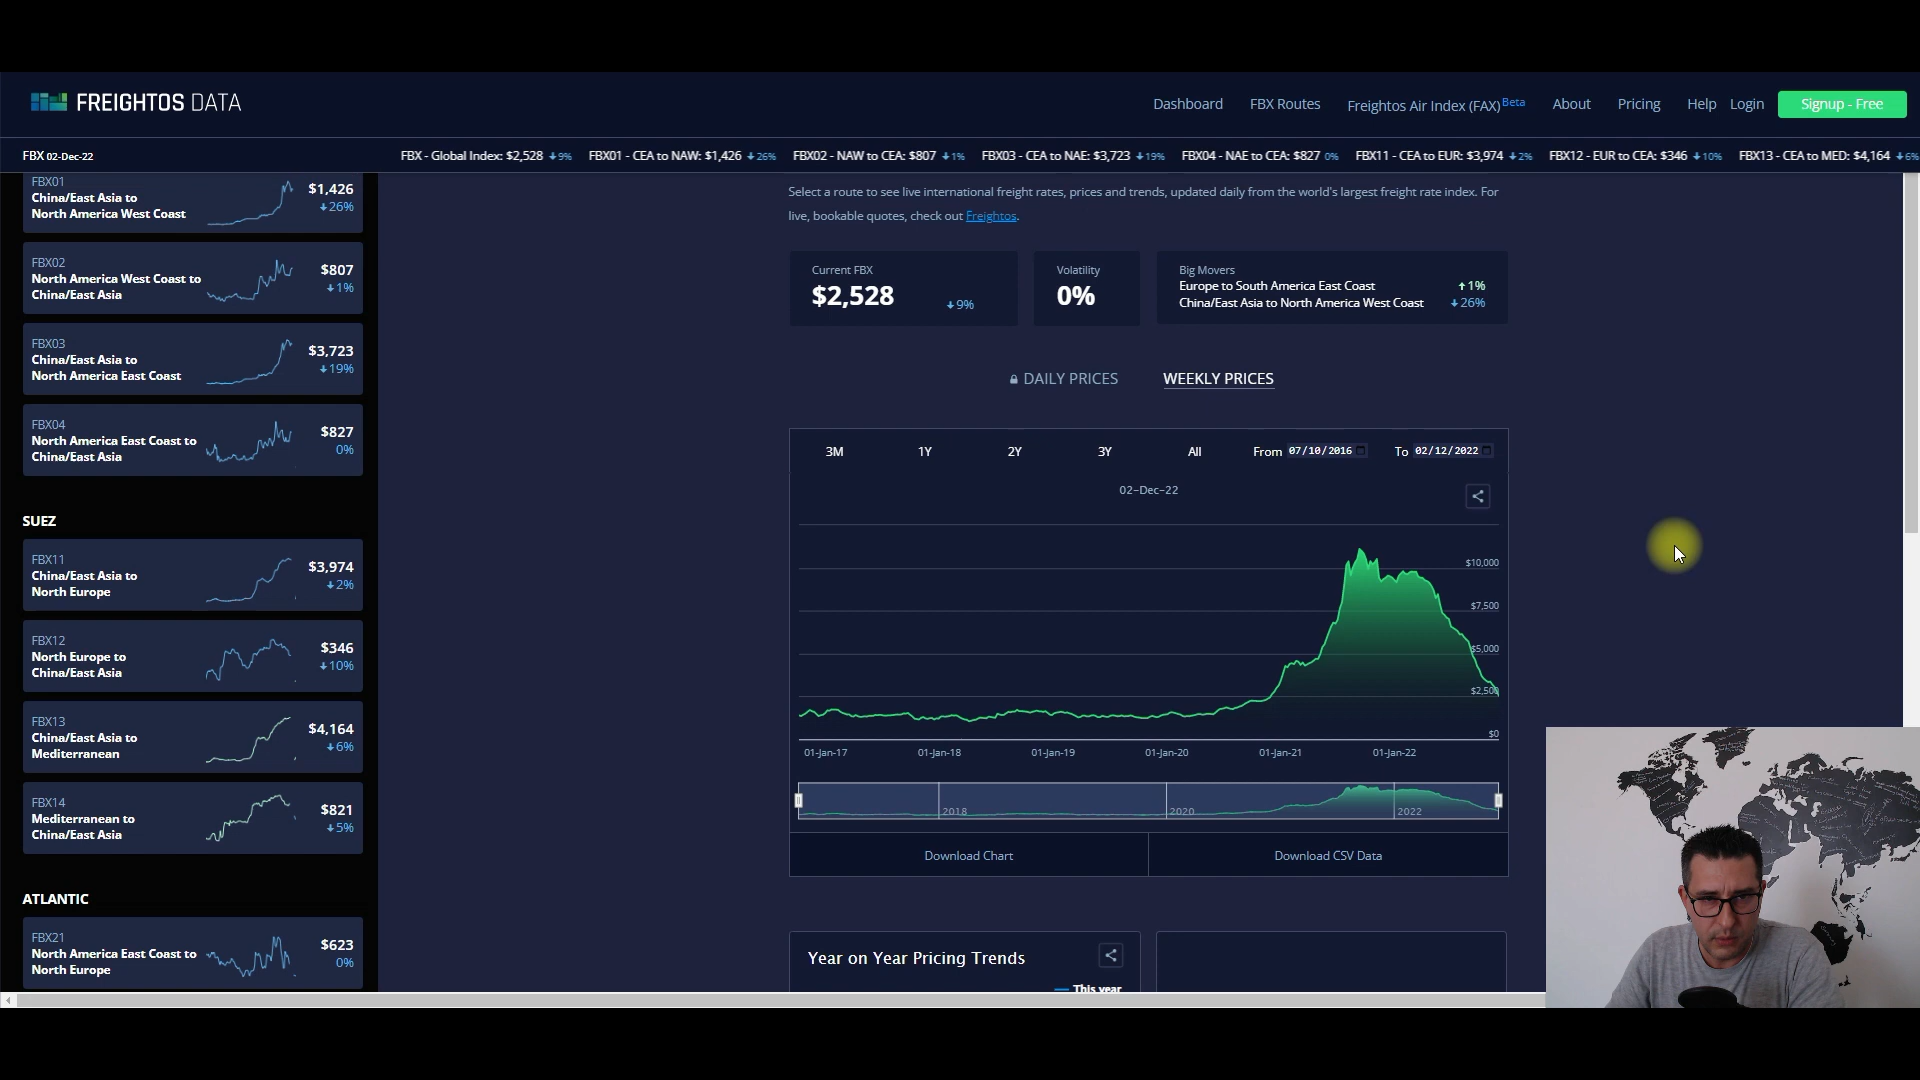 FREIGHTOS DATA
Dashboard
FBX Routes
Freightos Air Index (FAX)Beta
About
Pricing
Help
Login
Signup - Free
FBX 02-Dec-22
FBX - Global Index: $2,528 9%
FBX01 - CEA to NAW: $1,426 26%
FBX02 - NAW to CEA: $807 1%
FBX03 - CEA to NAE: $3,723 19%
FBX04 - NAE to CEA: $827 0%
FBX11 - CEA to EUR: $3,974 2%
FBX12 - EUR to CEA: $346 10%
FBX13 - CEA to MED: $4,164 6%
FBX01
China/East Asia to
North America West Coast
$1,426
26%
FBX02
North America West Coast to
China/East Asia
$807
1%
FBX03
China/East Asia to
North America East Coast
$3,723
19%
FBX04
North America East Coast to
China/East Asia
$827
0%
SUEZ
FBX11
China/East Asia to
North Europe
$3,974
2%
FBX12
North Europe to
China/East Asia
$346
10%
FBX13
China/East Asia to
Mediterranean
$4,164
6%
FBX14
Mediterranean to
China/East Asia
$821
5%
ATLANTIC
FBX21
North America East Coast to
North Europe
$623
0%
Select a route to see live international freight rates, prices and trends, updated daily from the world's largest freight rate index. For
live, bookable quotes, check out Freightos.
Current FBX
$2,528
9%
Volatility
0%
Big Movers
Europe to South America East Coast 1%
China/East Asia to North America West Coast 26%
DAILY PRICES
WEEKLY PRICES
3M
1Y
2Y
3Y
All
From 07/10/2016
To 02/12/2022
02-Dec-22
$10,000
$7,500
$5,000
$2,500
$0
01-Jan-17
01-Jan-18
01-Jan-19
01-Jan-20
01-Jan-21
01-Jan-22
2018
2020
2022
Download Chart
Download CSV Data
Year on Year Pricing Trends
This year